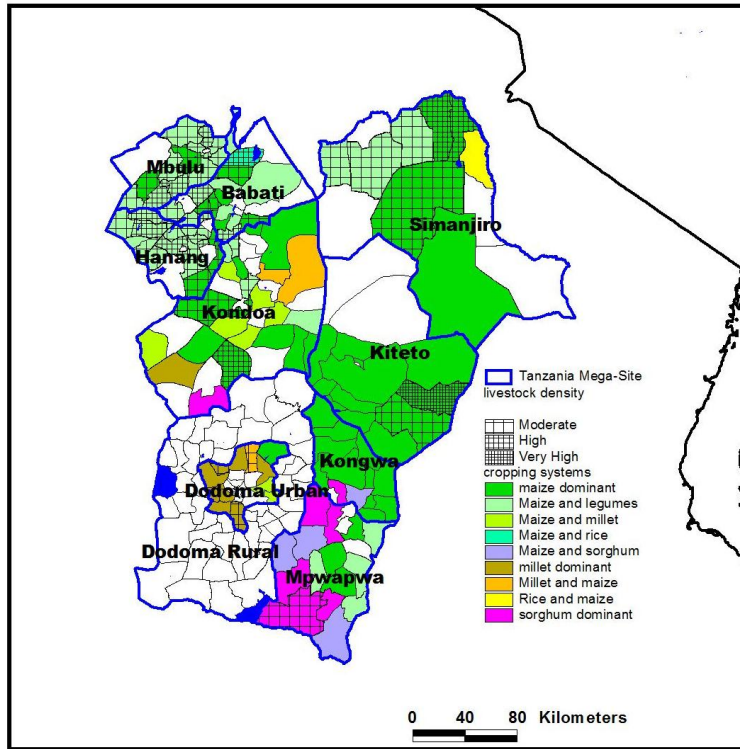 Mbulu
Babati
Simanjiro
Hanang
Kondoa
Kiteto
Kongwa
Dodoma Urban
Dodoma Rural
Mpwapwa
Tanzania Mega-Site
livestock density
Moderate
High
Very High
cropping systems
maize dominant
Maize and legumes
Maize and millet
Maize and rice
Maize and sorghum
millet dominant
Millet and maize
Rice and maize
sorghum dominant
0 40 80 Kilometers